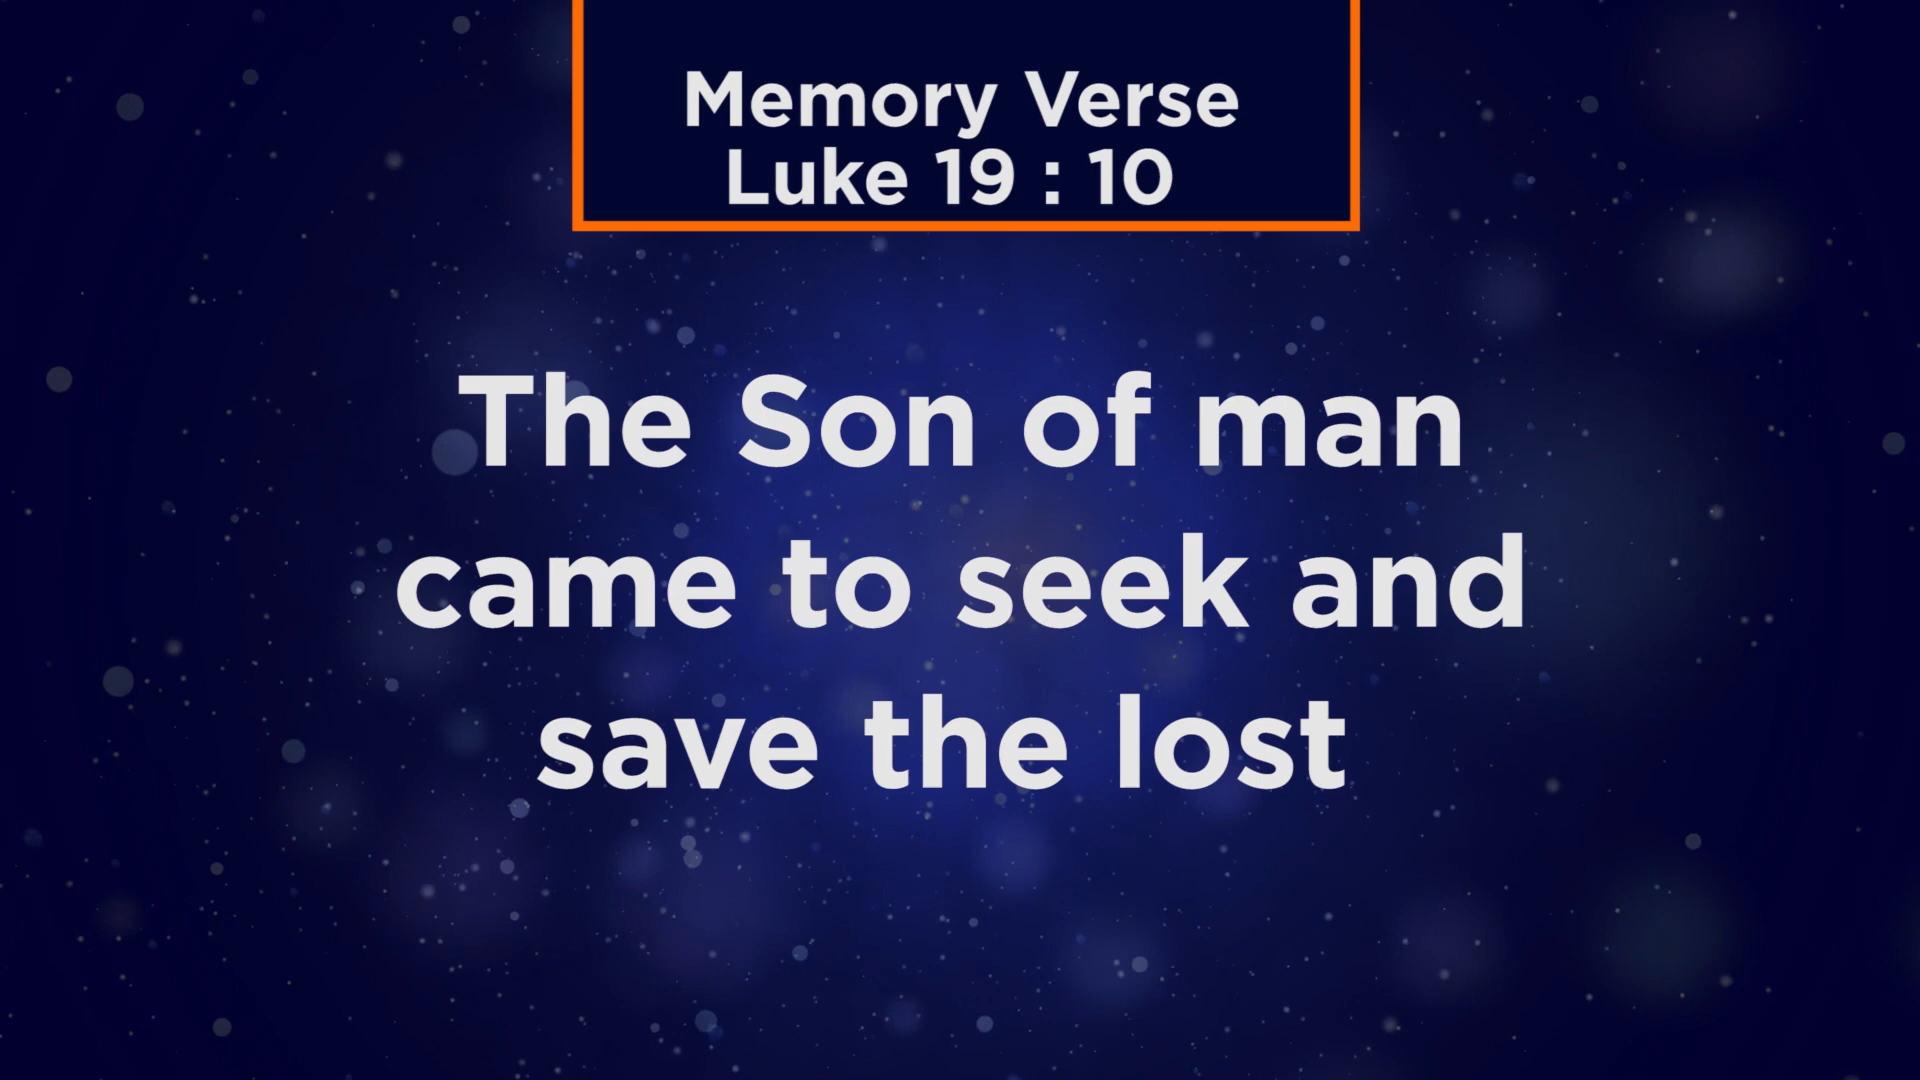 Memory Verse
Luke 19 : 10
The Son of man
came to seek and
save the lost